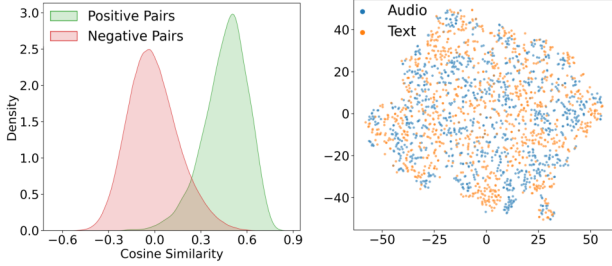 Positive Pairs
Negative Pairs
Density
3.0
2.5
2.0
1.5
1.0
0.5
0.0
−0.6 −0.3 0.0 0.3 0.6 0.9
Cosine Similarity
Audio
Text
40
20
0
−20
−40
−50 −25 0 25 50